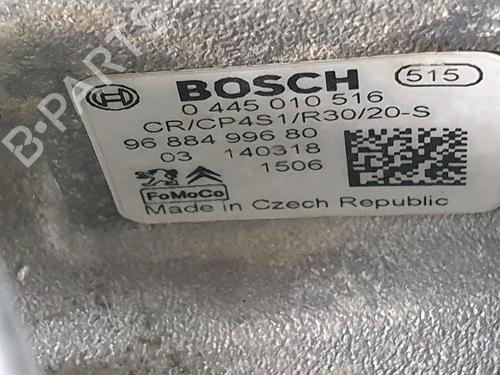 B-PARTS
BOSCH 515
0 445 010 516
CR/CP4S1/R30/20-S
96 884 996 80
03 140318
1506
FoMoCo
Made in Czech Republic